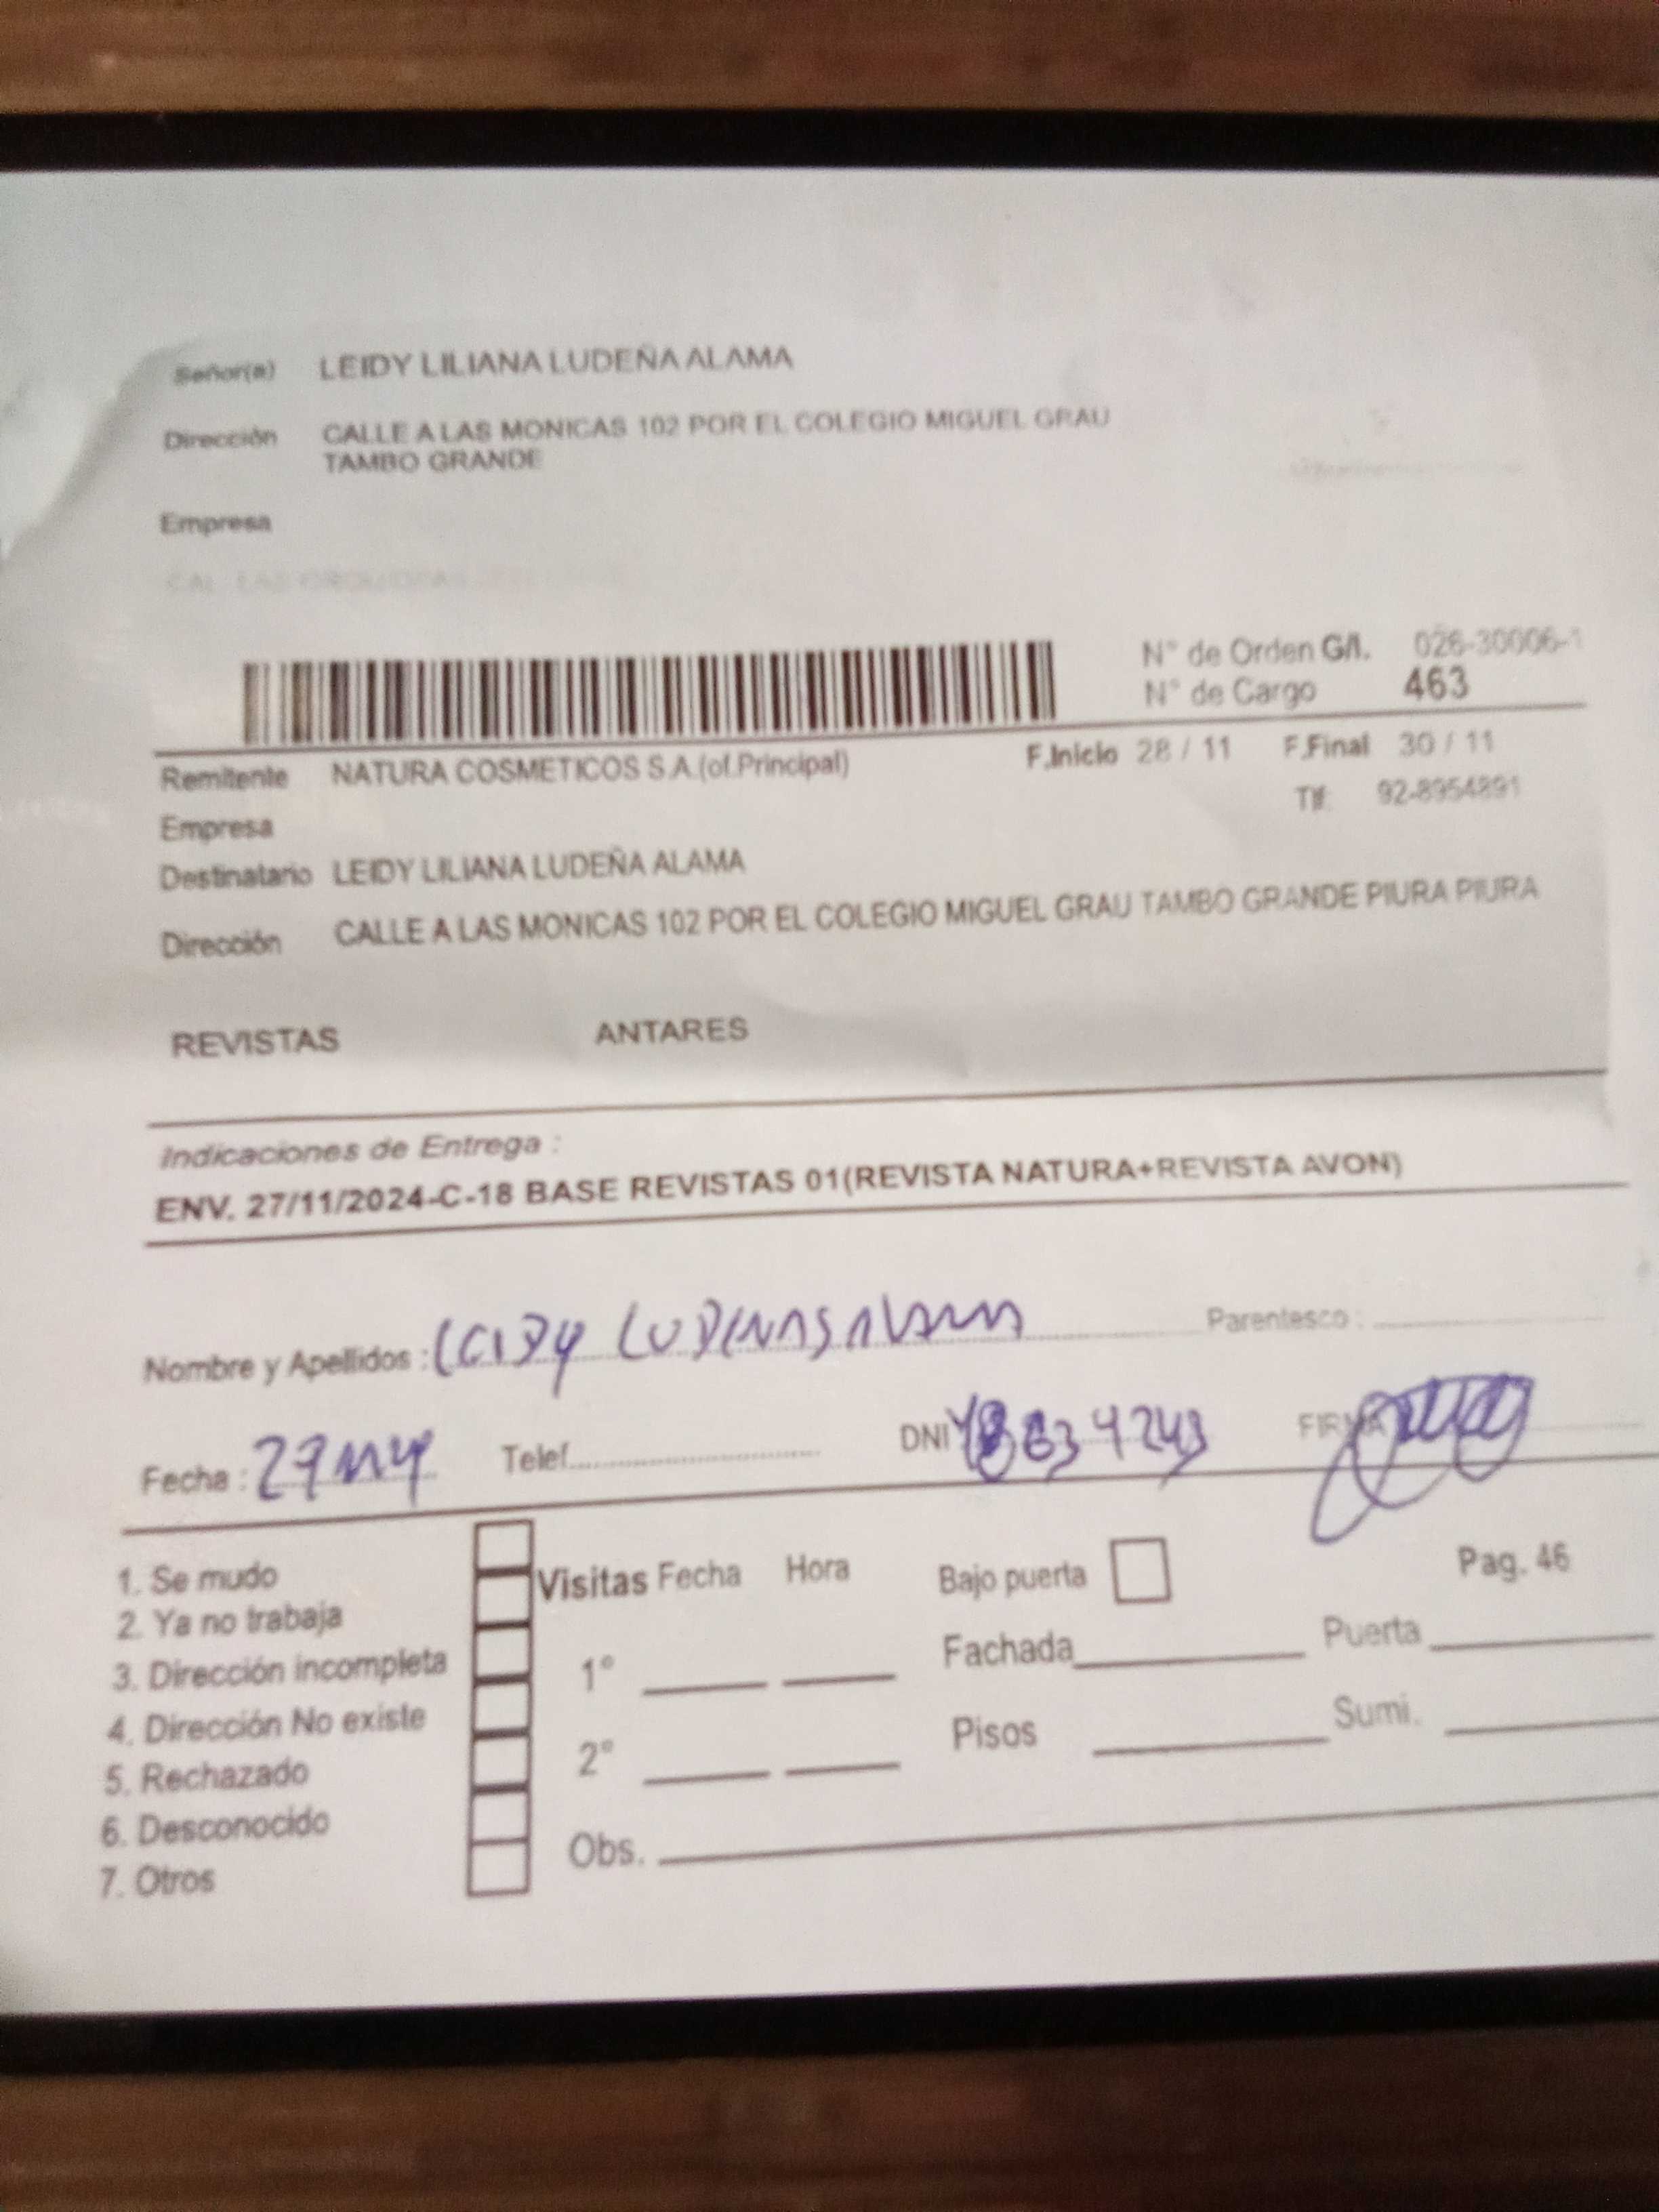 Señor(a) LEIDY LILIANA LUDEÑA ALAMA
Dirección CALLE A LAS MONICAS 102 POR EL COLEGIO MIGUEL GRAU
TAMBO GRANDE
Empresa
N° de Orden G/I. 026-30006-1
N° de Cargo 463
Remitente NATURA COSMETICOS S.A.(of.Principal) F.Inicio 28 / 11 F.Final 30 / 11
Tlf. 92-8954891
Empresa
Destinatario LEIDY LILIANA LUDEÑA ALAMA
Dirección CALLE A LAS MONICAS 102 POR EL COLEGIO MIGUEL GRAU TAMBO GRANDE PIURA PIURA
REVISTAS ANTARES
Indicaciones de Entrega :
ENV. 27/11/2024-C-18 BASE REVISTAS 01(REVISTA NATURA+REVISTA AVON)
Nombre y Apellidos : Parentesco :
Fecha : Telef. DNI FIRMA
1. Se mudo
2. Ya no trabaja
3. Dirección incompleta
4. Dirección No existe
5. Rechazado
6. Desconocido
7. Otros
Visitas Fecha Hora
1°
2°
Obs.
Bajo puerta
Pag. 46
Fachada Puerta
Pisos Sumi.